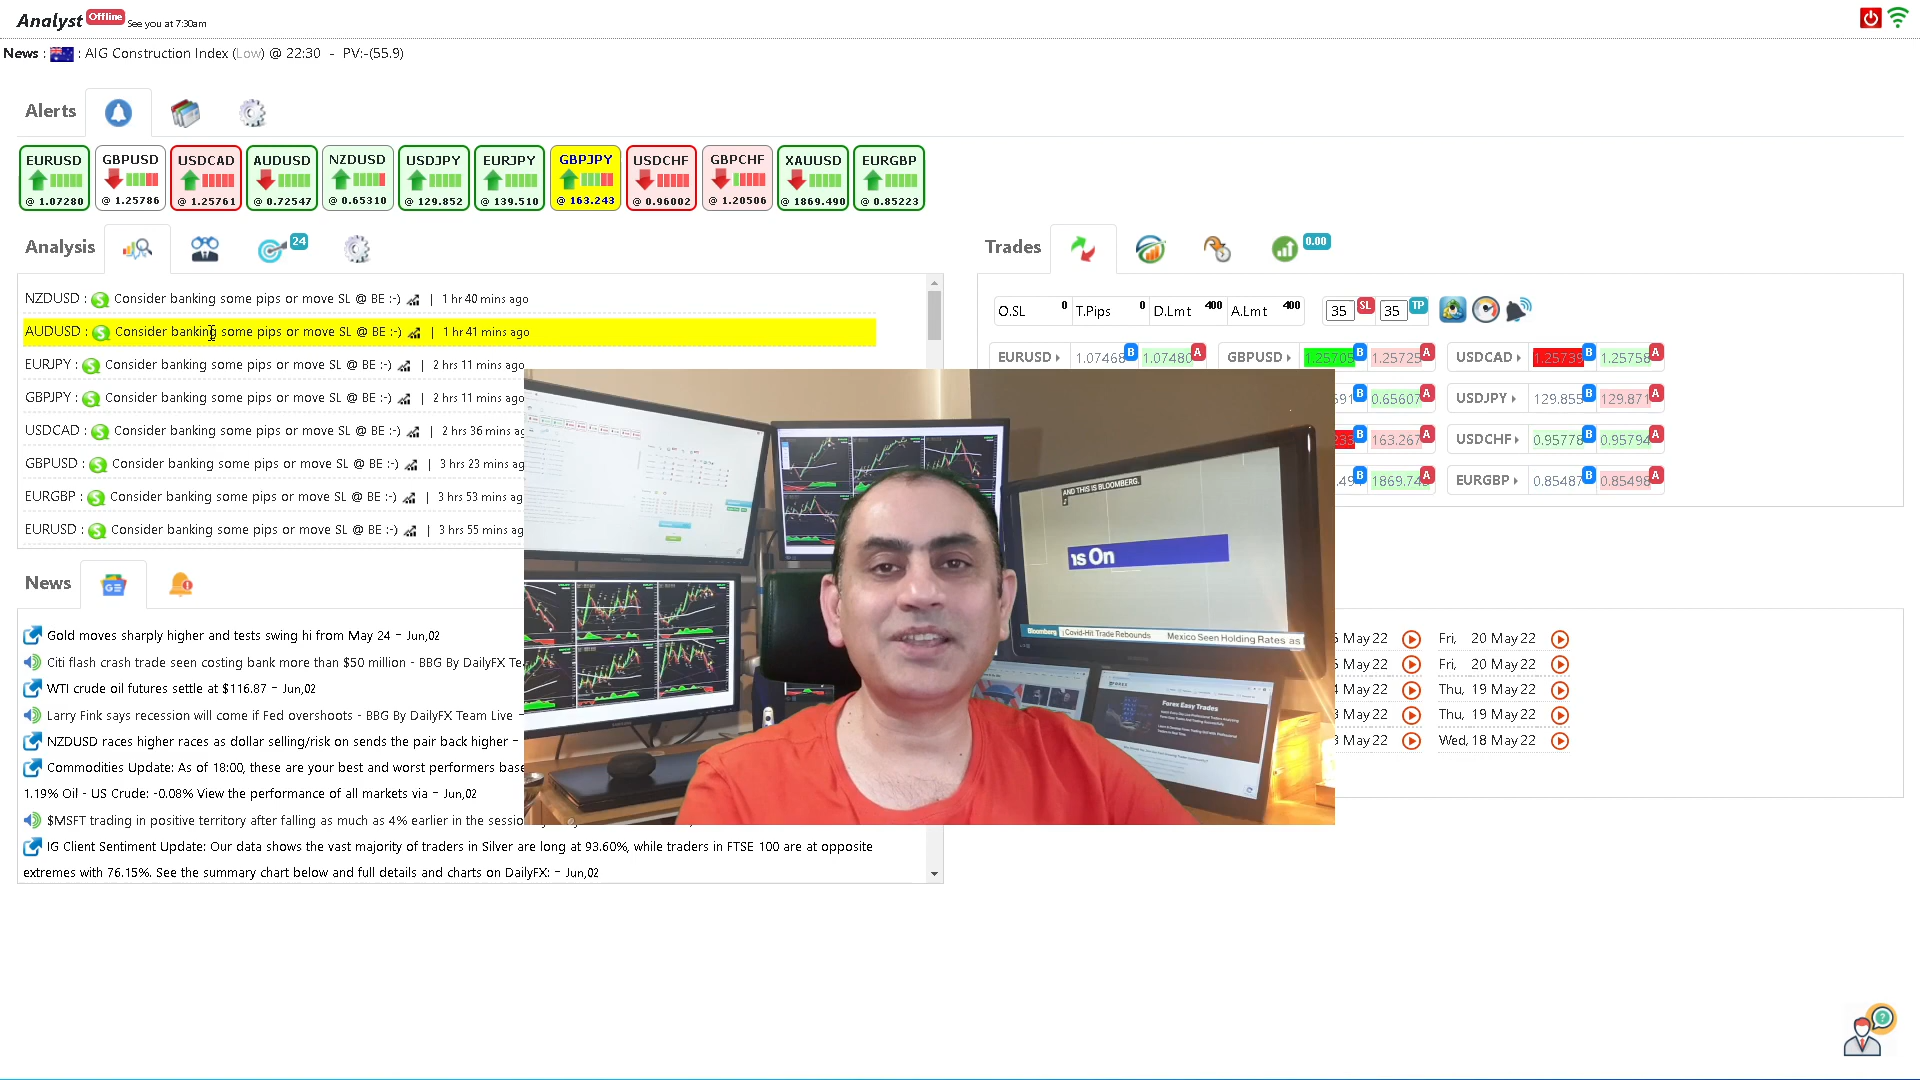 Analyst Offline See you at 7:30am
News : : AIG Construction Index (Low) @ 22:30 - PV:-(55.9)
Alerts
EURUSD GBPUSD USDCAD AUDUSD NZDUSD USDJPY EURJPY GBPJPY USDCHF GBPCHF XAUUSD EURGBP
@ 1.07280 @ 1.25786 @ 1.25761 @ 0.72547 @ 0.65310 @ 129.852 @ 139.510 @ 163.243 @ 0.96002 @ 1.20506 @ 1869.490 @ 0.85223
Analysis 24
NZDUSD : Consider banking some pips or move SL @ BE :-) | 1 hr 40 mins ago
AUDUSD : Consider banking some pips or move SL @ BE :-) | 1 hr 41 mins ago
EURJPY : Consider banking some pips or move SL @ BE :-) | 2 hrs 11 mins ago
GBPJPY : Consider banking some pips or move SL @ BE :-) | 2 hrs 11 mins ago
USDCAD : Consider banking some pips or move SL @ BE :-) | 2 hrs 36 mins ag
GBPUSD : Consider banking some pips or move SL @ BE :-) | 3 hrs 23 mins ag
EURGBP : Consider banking some pips or move SL @ BE :-) | 3 hrs 53 mins ag
EURUSD : Consider banking some pips or move SL @ BE :-) | 3 hrs 55 mins ag
Trades 0.00
O.SL 0 T.Pips 0 D.Lmt 400 A.Lmt 400 35 SL 35 TP
EURUSD 1.07468 B 1.07480 A GBPUSD 1.25705 B 1.25725 A USDCAD 1.25739 B 1.25758 A
B 0.65607 A USDJPY 129.855 B 129.871 A
B 163.267 A USDCHF 0.95778 B 0.95794 A
B 1869.74 A EURGBP 0.85487 B 0.85498 A
News
GE
Gold moves sharply higher and tests swing hi from May 24 - Jun,02
Citi flash crash trade seen costing bank more than $50 million - BBG By DailyFX Te
WTI crude oil futures settle at $116.87 - Jun,02
Larry Fink says recession will come if Fed overshoots - BBG By DailyFX Team Live -
NZDUSD races higher races as dollar selling/risk on sends the pair back higher -
Commodities Update: As of 18:00, these are your best and worst performers base
1.19% Oil - US Crude: -0.08% View the performance of all markets via - Jun,02
$MSFT trading in positive territory after falling as much as 4% earlier in the sessio
IG Client Sentiment Update: Our data shows the vast majority of traders in Silver are long at 93.60%, while traders in FTSE 100 are at opposite
extremes with 76.15%. See the summary chart below and full details and charts on DailyFX: - Jun,02
AND THIS IS BLOOMBERG.
is On
Bloomberg Covid-Hit Trade Rebounds Mexico Seen Holding Rates as
Forex Easy Trades
May 22 Fri, 20 May 22
May 22 Fri, 20 May 22
May 22 Thu, 19 May 22
May 22 Thu, 19 May 22
May 22 Wed, 18 May 22